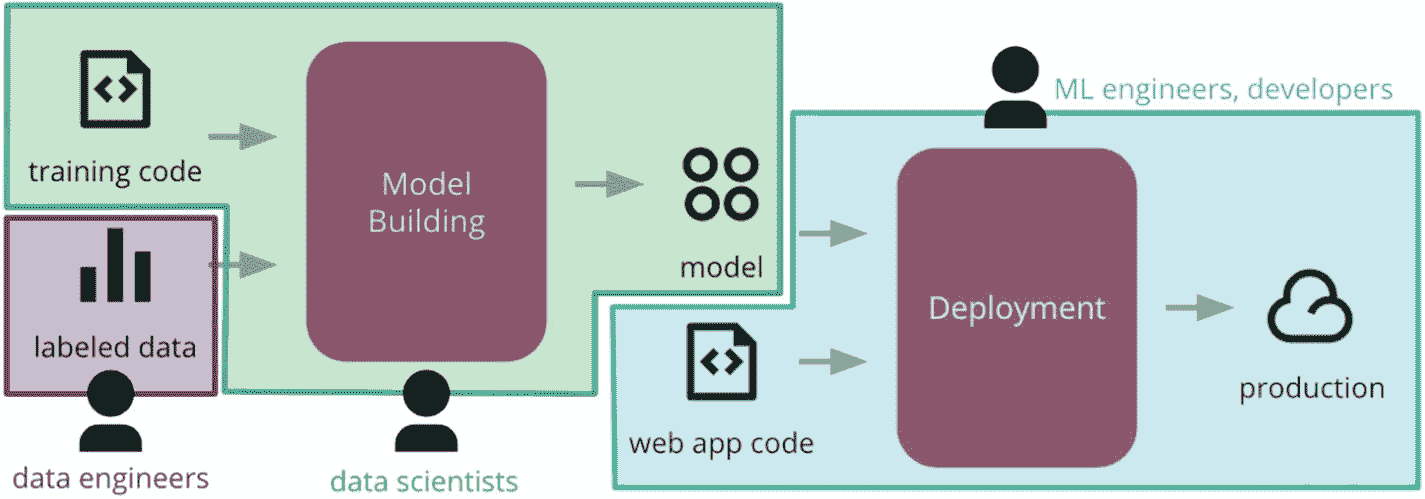 training code
labeled data
data engineers
Model
Building
data scientists
model
ML engineers, developers
web app code
Deployment
production